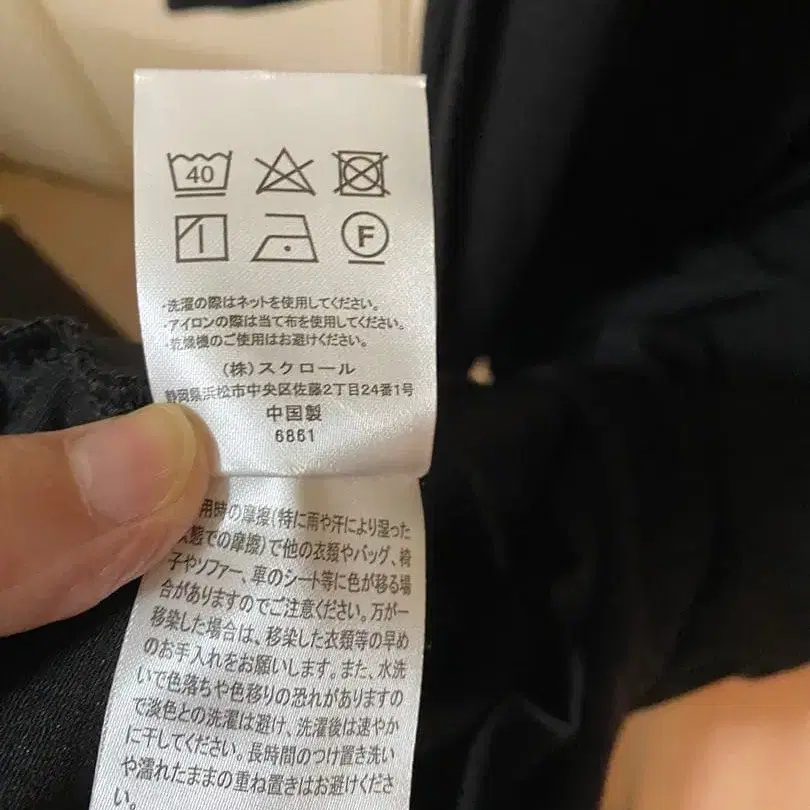 40
F
・洗濯の際はネットを使用してください。
・アイロンの際は当て布を使用してください。
・乾燥機のご使用はお避けください。
(株)スクロール
静岡県浜松市中央区佐藤2丁目24番1号
中国製
6861
用時の摩擦(特に雨や汗により湿った
態での摩擦)で他の衣類やバッグ、椅
子やソファー、車のシート等に色が移る場
合がありますのでご注意ください。万が一
移染した場合は、移染した衣類等の早め
のお手入れをお願いします。また、水洗
いで色落ちや色移りの恐れがありますの
で淡色との洗濯は避け、洗濯後は速やか
に干してください。長時間のつけ置き洗い
や濡れたままの重ね置きはお避けくださ
い。